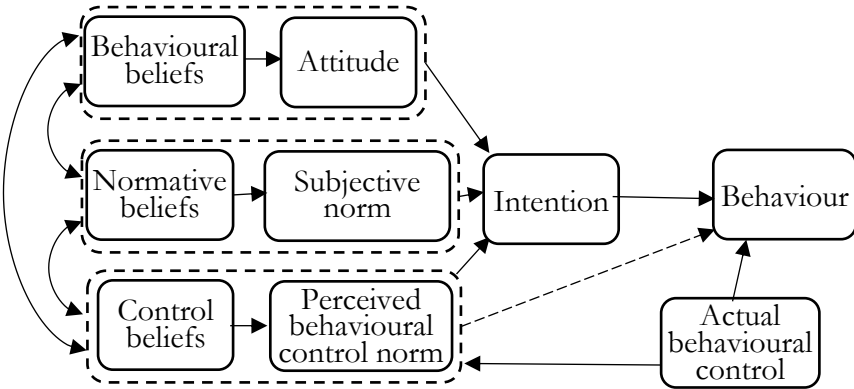 Behavioural
beliefs
Attitude
Normative
beliefs
Subjective
norm
Intention
Behaviour
Control
beliefs
Perceived
behavioural
control norm
Actual
behavioural
control